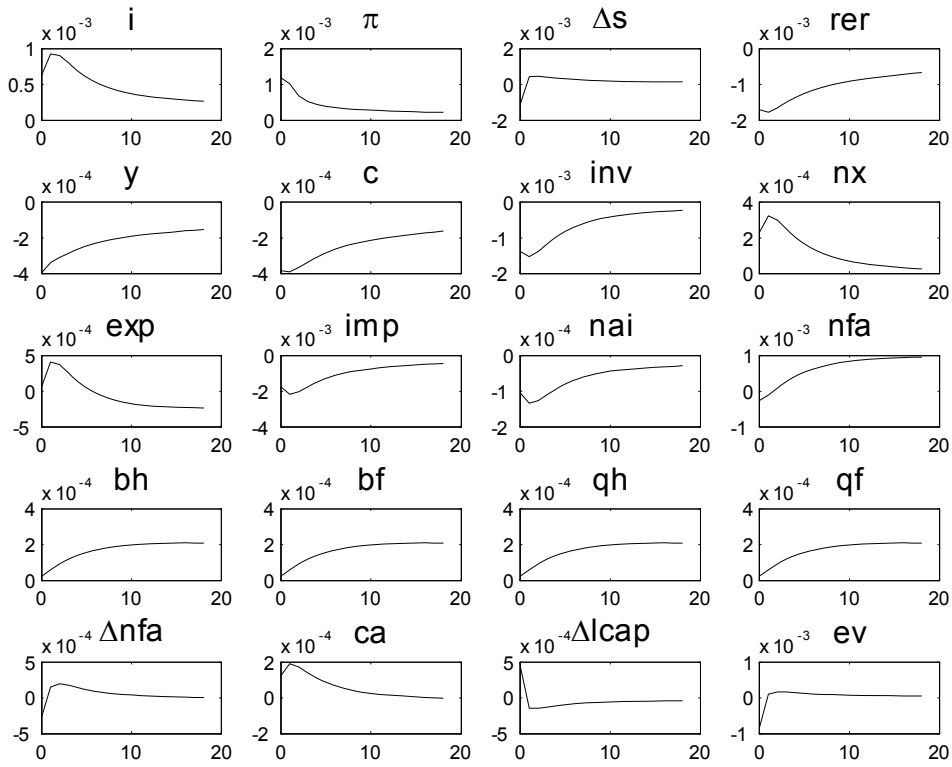 i π Δs rer
x 10 -3 x 10 -3 x 10 -3 x 10 -3
1 2 2 0
0.5 1 0 -1
0 0 -2 -2
0 10 20 0 10 20 0 10 20 0 10 20
y c inv nx
x 10 -4 x 10 -4 x 10 -3 x 10 -4
0 0 0 4
-2 -2 -1 2
-4 -4 -2 0
0 10 20 0 10 20 0 10 20 0 10 20
exp imp nai nfa
x 10 -4 x 10 -3 x 10 -4 x 10 -3
5 0 0 1
0 -2 -1 0
-5 -4 -2 -1
0 10 20 0 10 20 0 10 20 0 10 20
bh bf qh qf
x 10 -4 x 10 -4 x 10 -4 x 10 -4
4 4 4 4
2 2 2 2
0 0 0 0
0 10 20 0 10 20 0 10 20 0 10 20
Δnfa ca Δlcap ev
x 10 -4 x 10 -4 x 10 -4 x 10 -3
5 2 5 1
0 0 0 0
-5 -2 -5 -1
0 10 20 0 10 20 0 10 20 0 10 20